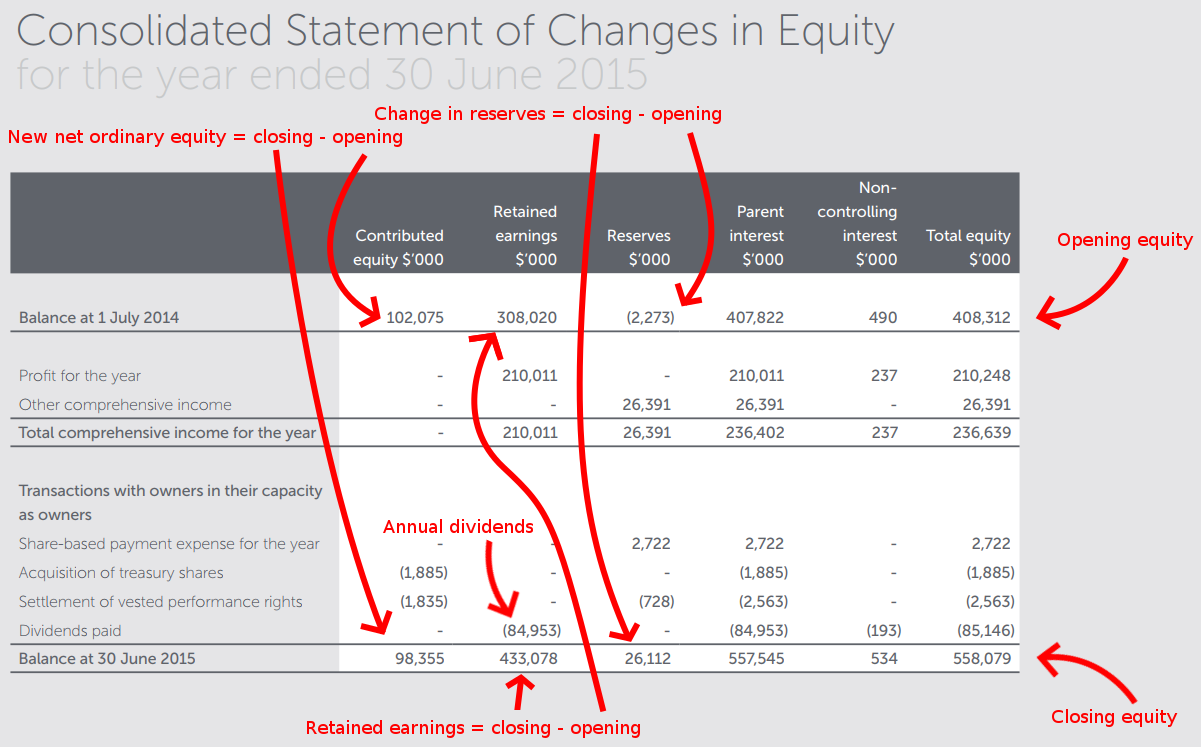 Consolidated Statement of Changes in Equity
for the year ended 30 June 2015
Change in reserves = closing - opening
New net ordinary equity = closing - opening
Contributed equity $'000 Retained earnings $'000 Reserves $'000 Parent interest $'000 Non-controlling interest $'000 Total equity $'000
Opening equity
Balance at 1 July 2014 102,075 308,020 (2,273) 407,822 490 408,312
Profit for the year - 210,011 - 210,011 237 210,248
Other comprehensive income - - 26,391 26,391 - 26,391
Total comprehensive income for the year - 210,011 26,391 236,402 237 236,639
Transactions with owners in their capacity
as owners
Annual dividends
Share-based payment expense for the year - - 2,722 2,722 - 2,722
Acquisition of treasury shares (1,885) - - (1,885) - (1,885)
Settlement of vested performance rights (1,835) - (728) (2,563) - (2,563)
Dividends paid - (84,953) - (84,953) (193) (85,146)
Balance at 30 June 2015 98,355 433,078 26,112 557,545 534 558,079
Closing equity
Retained earnings = closing - opening